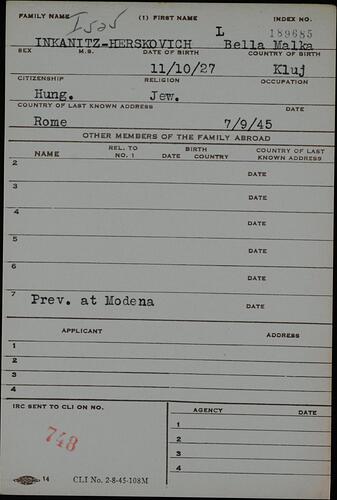 FAMILY NAME (1) FIRST NAME INDEX NO.
L 189685
INKANITZ-HERSKOVICH Bella Malka
SEX M.S. DATE OF BIRTH COUNTRY OF BIRTH
11/10/27 Kluj
CITIZENSHIP RELIGION OCCUPATION
Hung. Jew.
COUNTRY OF LAST KNOWN ADDRESS DATE
Rome 7/9/45
OTHER MEMBERS OF THE FAMILY ABROAD
NAME REL. TO NO. 1 BIRTH DATE COUNTRY COUNTRY OF LAST KNOWN ADDRESS
2
DATE
3
DATE
4
DATE
5
DATE
6
DATE
7 Prev. at Modena
DATE
APPLICANT ADDRESS
1
2
3
4
IRC SENT TO CLI ON NO. AGENCY DATE
748
1
2
3
4
14 CLI No. 2-8-45-108M